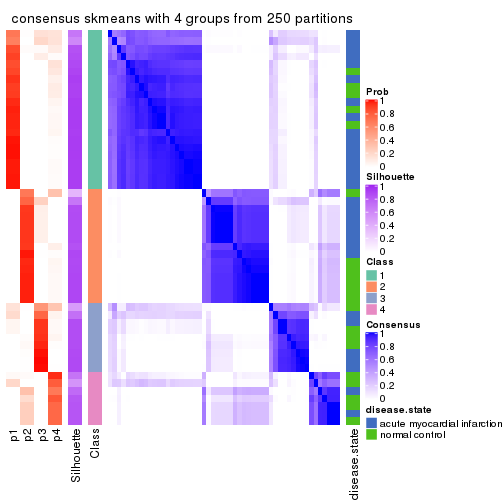 consensus skmeans with 4 groups from 250 partitions
Prob
1
0.8
0.6
0.4
0.2
0
Silhouette
1
0.8
0.6
0.4
0.2
0
Class
1
2
3
4
Consensus
1
0.8
0.6
0.4
0.2
0
disease.state
acute myocardial infarction
normal control
p1
p2
p3
p4
Silhouette
Class
disease.state